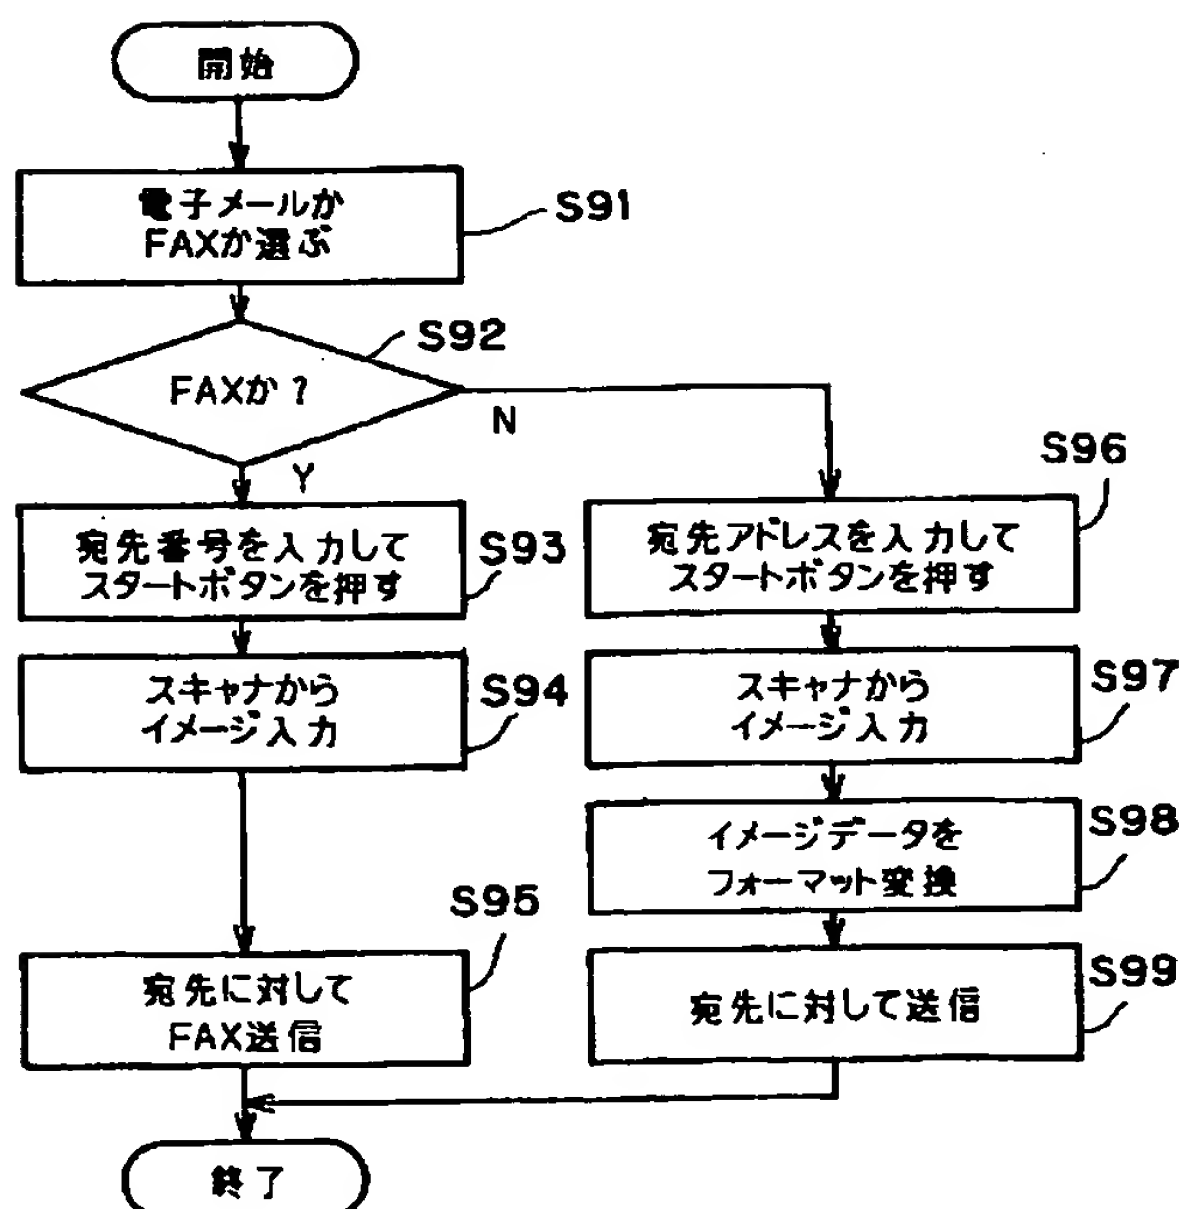 開始
電子メールか
FAXか選ぶ
S91
S92
FAXか?
N
Y
宛先番号を入力して
スタートボタンを押す
S93
スキャナから
イメージ入力
S94
宛先に対して
FAX送信
S95
S96
宛先アドレスを入力して
スタートボタンを押す
スキャナから
イメージ入力
S97
イメージデータを
フォーマット変換
S98
宛先に対して送信
S99
終了